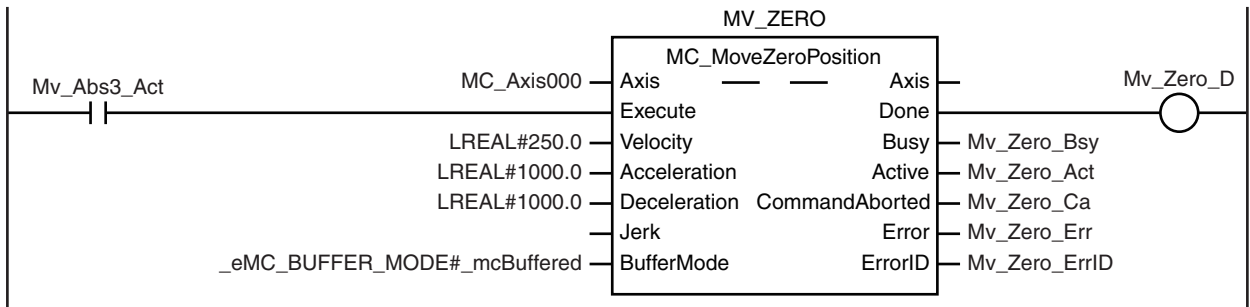 MV_ZERO
MC_MoveZeroPosition
Mv_Abs3_Act
MC_Axis000 Axis Axis Mv_Zero_D
Execute Done
LREAL#250.0 Velocity Busy Mv_Zero_Bsy
LREAL#1000.0 Acceleration Active Mv_Zero_Act
LREAL#1000.0 Deceleration CommandAborted Mv_Zero_Ca
Jerk Error Mv_Zero_Err
_eMC_BUFFER_MODE#_mcBuffered BufferMode ErrorID Mv_Zero_ErrID